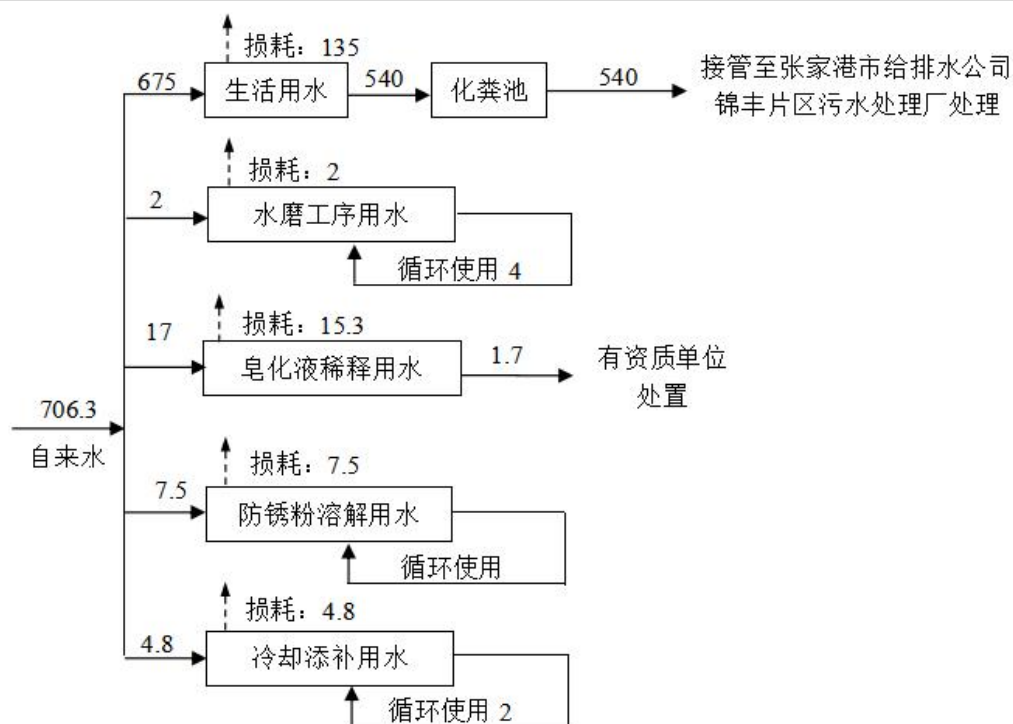 损耗：135
675
生活用水
540
化粪池
540
接管至张家港市给排水公司
锦丰片区污水处理厂处理
损耗：2
2
水磨工序用水
循环使用 4
损耗：15.3
17
皂化液稀释用水
1.7
有资质单位
处置
706.3
自来水
损耗：7.5
7.5
防锈粉溶解用水
循环使用
损耗：4.8
4.8
冷却添补用水
循环使用 2